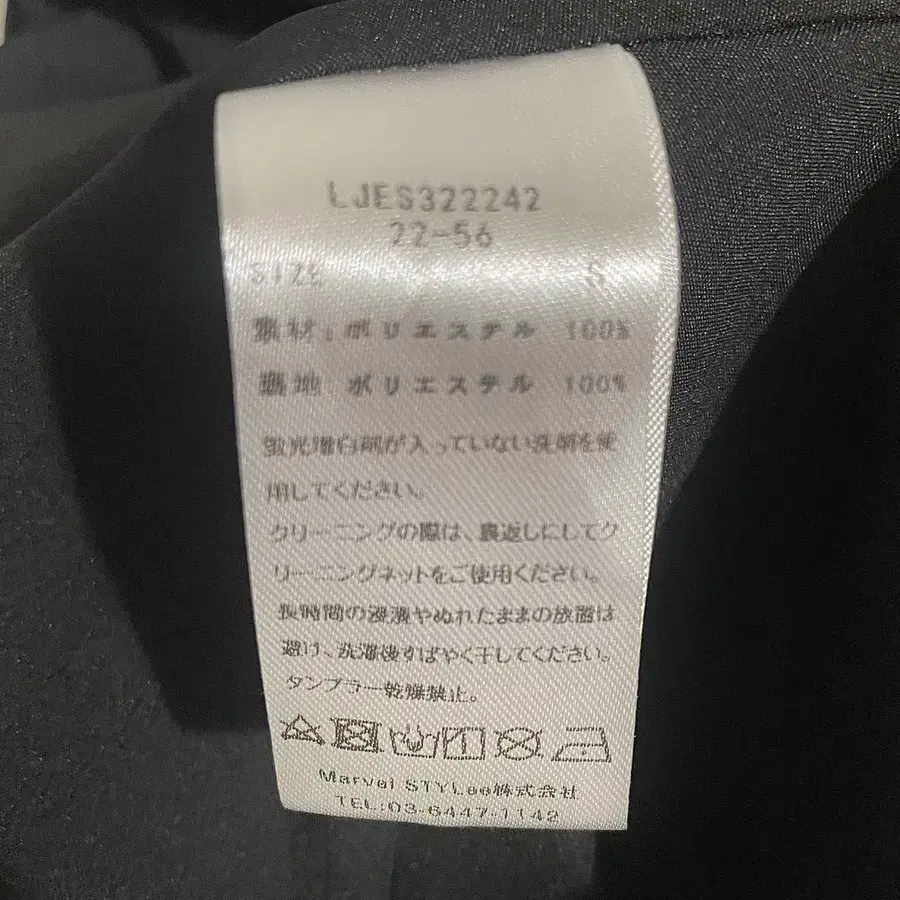 LJES322242
22-56
SIZE S
素材:ポリエステル 100%
裏地 ポリエステル 100%
蛍光増白剤が入っていない洗剤を使
用してください。
クリーニングの際は、裏返しにしてク
リーニングネットをご使用ください。
長時間の浸漬やぬれたままの放置は
避け、洗濯後すばやく干してください。
タンブラー乾燥禁止。
Marvel STYLee株式会社
TEL:03-6447-1142